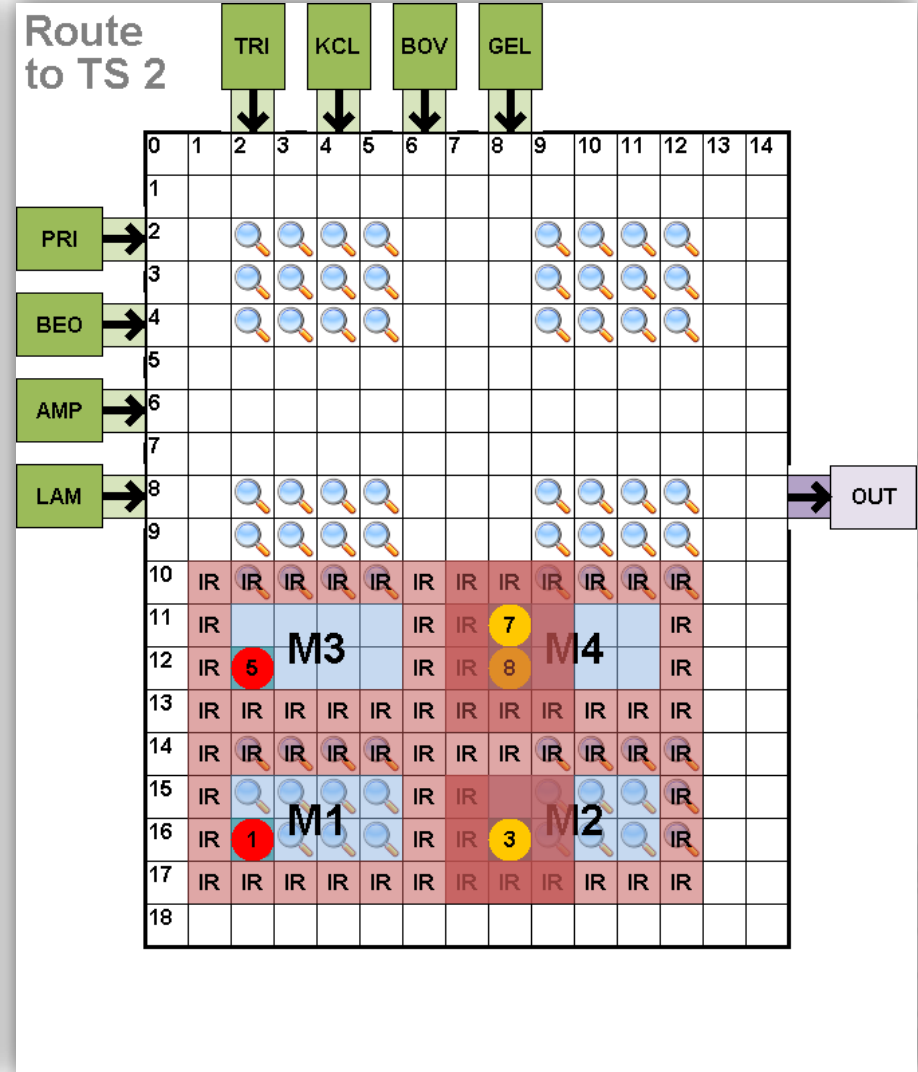 Route
to TS 2
TRI KCL BOV GEL
0 1 2 3 4 5 6 7 8 9 10 11 12 13 14
1
PRI 2
3
BEO 4
5
AMP 6
7
LAM 8 OUT
9
10 IR IR IR IR IR IR IR IR IR IR IR IR
11 IR IR IR 7 IR
M3 M4
12 IR 5 IR IR 8 IR
13 IR IR IR IR IR IR IR IR IR IR IR IR
14 IR IR IR IR IR IR IR IR IR IR IR IR
15 IR IR IR IR
M1 M2
16 IR 1 IR IR 3 IR
17 IR IR IR IR IR IR IR IR IR IR IR IR
18